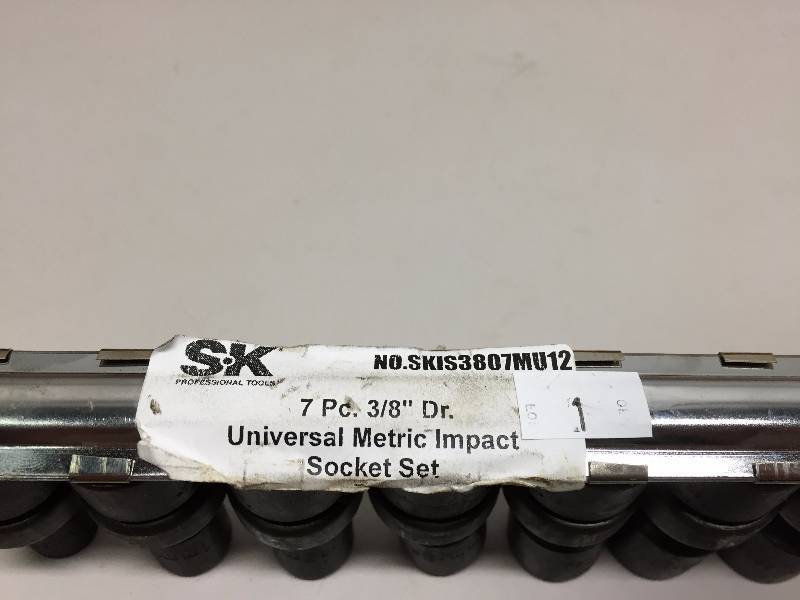 S·K
PROFESSIONAL TOOLS
NO.SKIS3807MU12
7 Pc. 3/8" Dr.
Universal Metric Impact
Socket Set
1